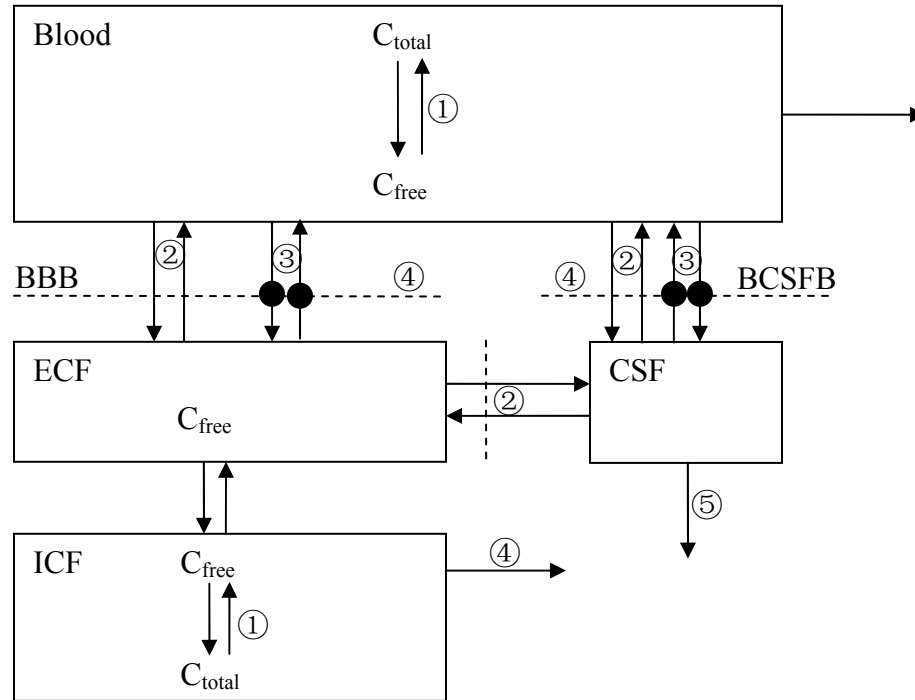 Blood
C_total
①
C_free
② ③ ② ③
BBB ④ ④ BCSFB
ECF CSF
C_free
②
⑤
ICF C_free ④
①
C_total